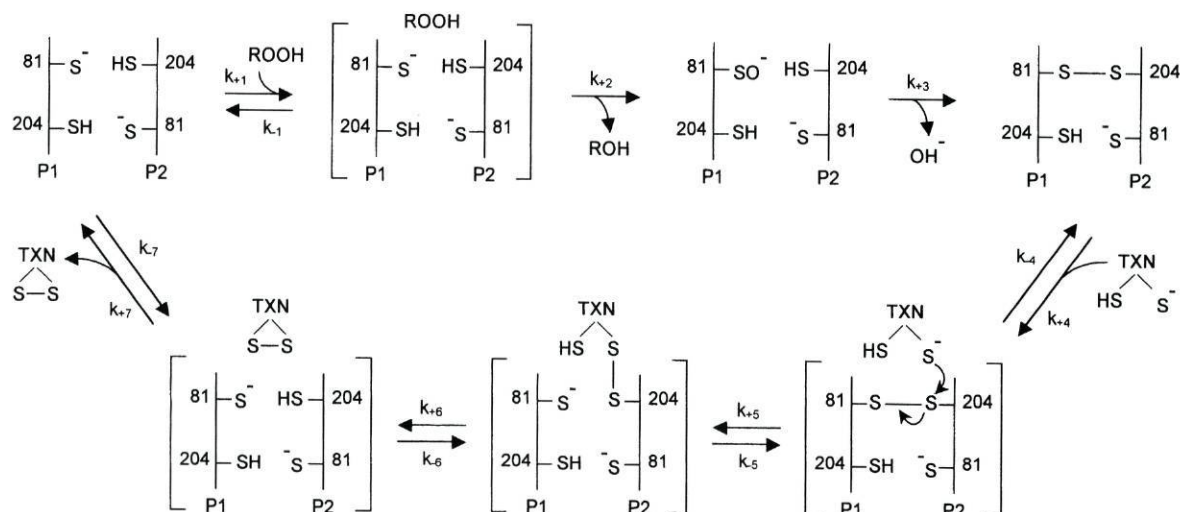 ROOH
81 S⁻ HS 204
ROOH
k+1
k-1
204 SH ⁻S 81
P1 P2
81 S⁻ HS 204
204 SH ⁻S 81
P1 P2
k+2
ROH
81 SO⁻ HS 204
204 SH ⁻S 81
P1 P2
k+3
OH⁻
81 S S 204
204 SH ⁻S 81
P1 P2
TXN
S S
k-7
k+7
k-4
k+4
TXN
HS S⁻
TXN
S S
81 S⁻ HS 204
204 SH ⁻S 81
P1 P2
k+6
k-6
TXN
HS S
81 S⁻ S 204
204 SH ⁻S 81
P1 P2
k+5
k-5
TXN
HS S⁻
81 S S 204
204 SH ⁻S 81
P1 P2